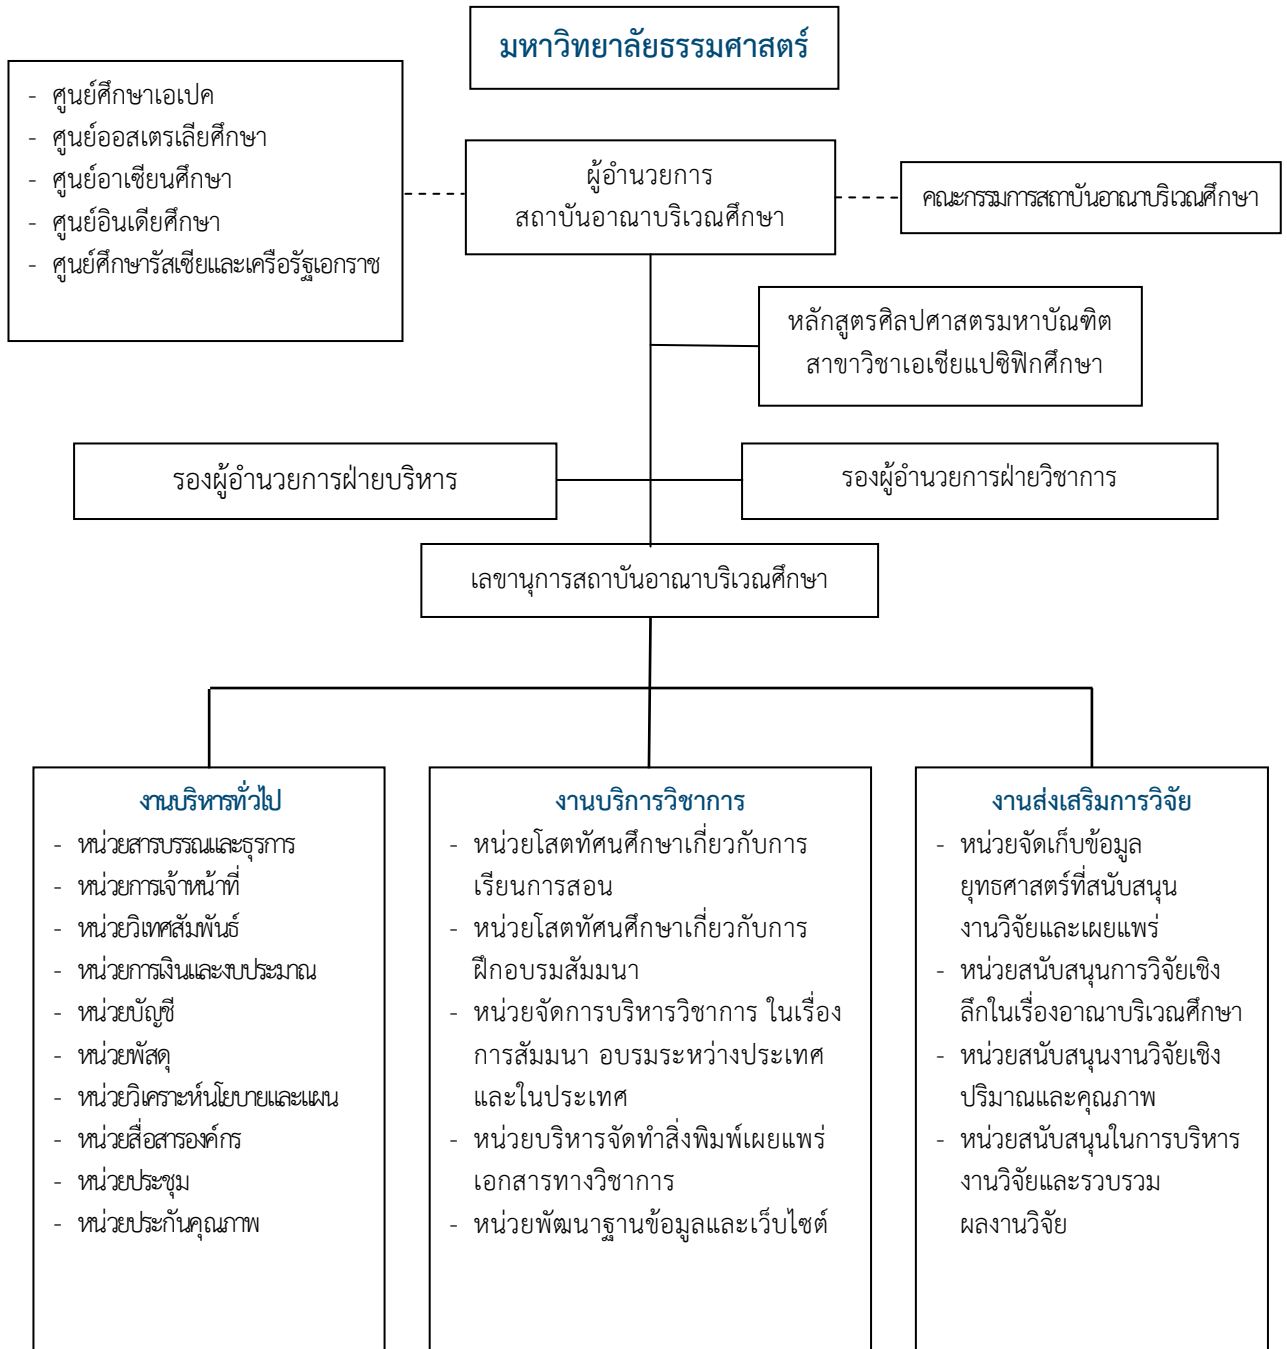 มหาวิทยาลัยธรรมศาสตร์
- ศูนย์ศึกษาเอเปค
- ศูนย์ออสเตรเลียศึกษา
- ศูนย์อาเซียนศึกษา
- ศูนย์อินเดียศึกษา
- ศูนย์ศึกษารัสเซียและเครือรัฐเอกราช
ผู้อำนวยการ
สถาบันอาณาบริเวณศึกษา
คณะกรรมการสถาบันอาณาบริเวณศึกษา
หลักสูตรศิลปศาสตรมหาบัณฑิต
สาขาวิชาเอเชียแปซิฟิกศึกษา
รองผู้อำนวยการฝ่ายบริหาร
รองผู้อำนวยการฝ่ายวิชาการ
เลขานุการสถาบันอาณาบริเวณศึกษา
งานบริหารทั่วไป
- หน่วยสารบรรณและธุรการ
- หน่วยการเจ้าหน้าที่
- หน่วยวิเทศสัมพันธ์
- หน่วยการเงินและงบประมาณ
- หน่วยบัญชี
- หน่วยพัสดุ
- หน่วยวิเคราะห์นโยบายและแผน
- หน่วยสื่อสารองค์กร
- หน่วยประชุม
- หน่วยประกันคุณภาพ
งานบริการวิชาการ
- หน่วยโสตทัศนศึกษาเกี่ยวกับการ
เรียนการสอน
- หน่วยโสตทัศนศึกษาเกี่ยวกับการ
ฝึกอบรมสัมมนา
- หน่วยจัดการบริหารวิชาการ ในเรื่อง
การสัมมนา อบรมระหว่างประเทศ
และในประเทศ
- หน่วยบริหารจัดทำสิ่งพิมพ์เผยแพร่
เอกสารทางวิชาการ
- หน่วยพัฒนาฐานข้อมูลและเว็บไซต์
งานส่งเสริมการวิจัย
- หน่วยจัดเก็บข้อมูล
ยุทธศาสตร์ที่สนับสนุน
งานวิจัยและเผยแพร่
- หน่วยสนับสนุนการวิจัยเชิง
ลึกในเรื่องอาณาบริเวณศึกษา
- หน่วยสนับสนุนงานวิจัยเชิง
ปริมาณและคุณภาพ
- หน่วยสนับสนุนในการบริหาร
งานวิจัยและรวบรวม
ผลงานวิจัย